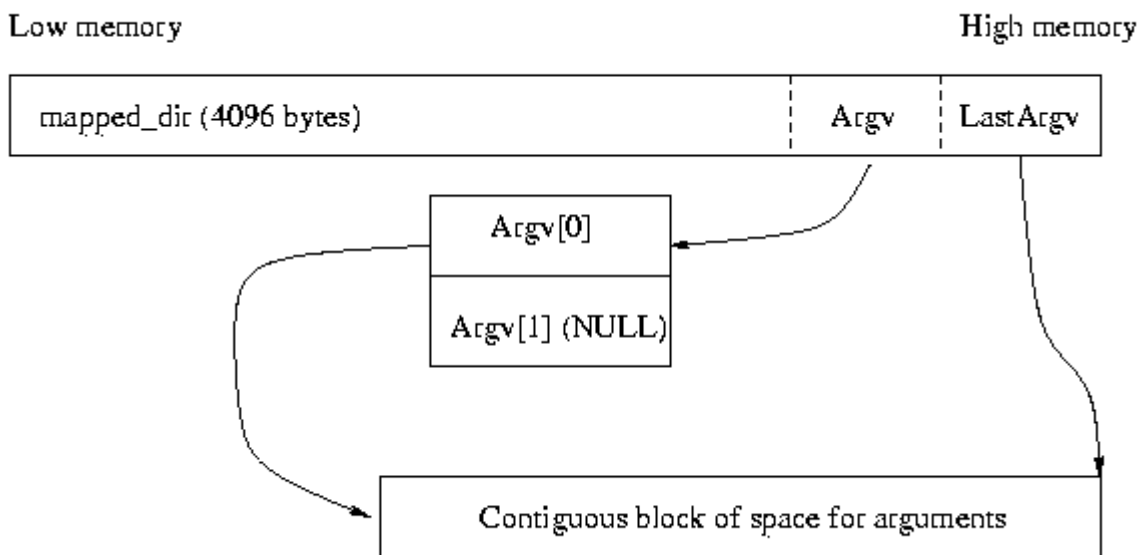 Low memory
High memory
mapped_dir (4096 bytes)
Argv
LastArgv
Argv[0]
Argv[1] (NULL)
Contiguous block of space for arguments